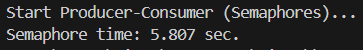 Start Producer-Consumer (Semaphores)...
Semaphore time: 5.807 sec.